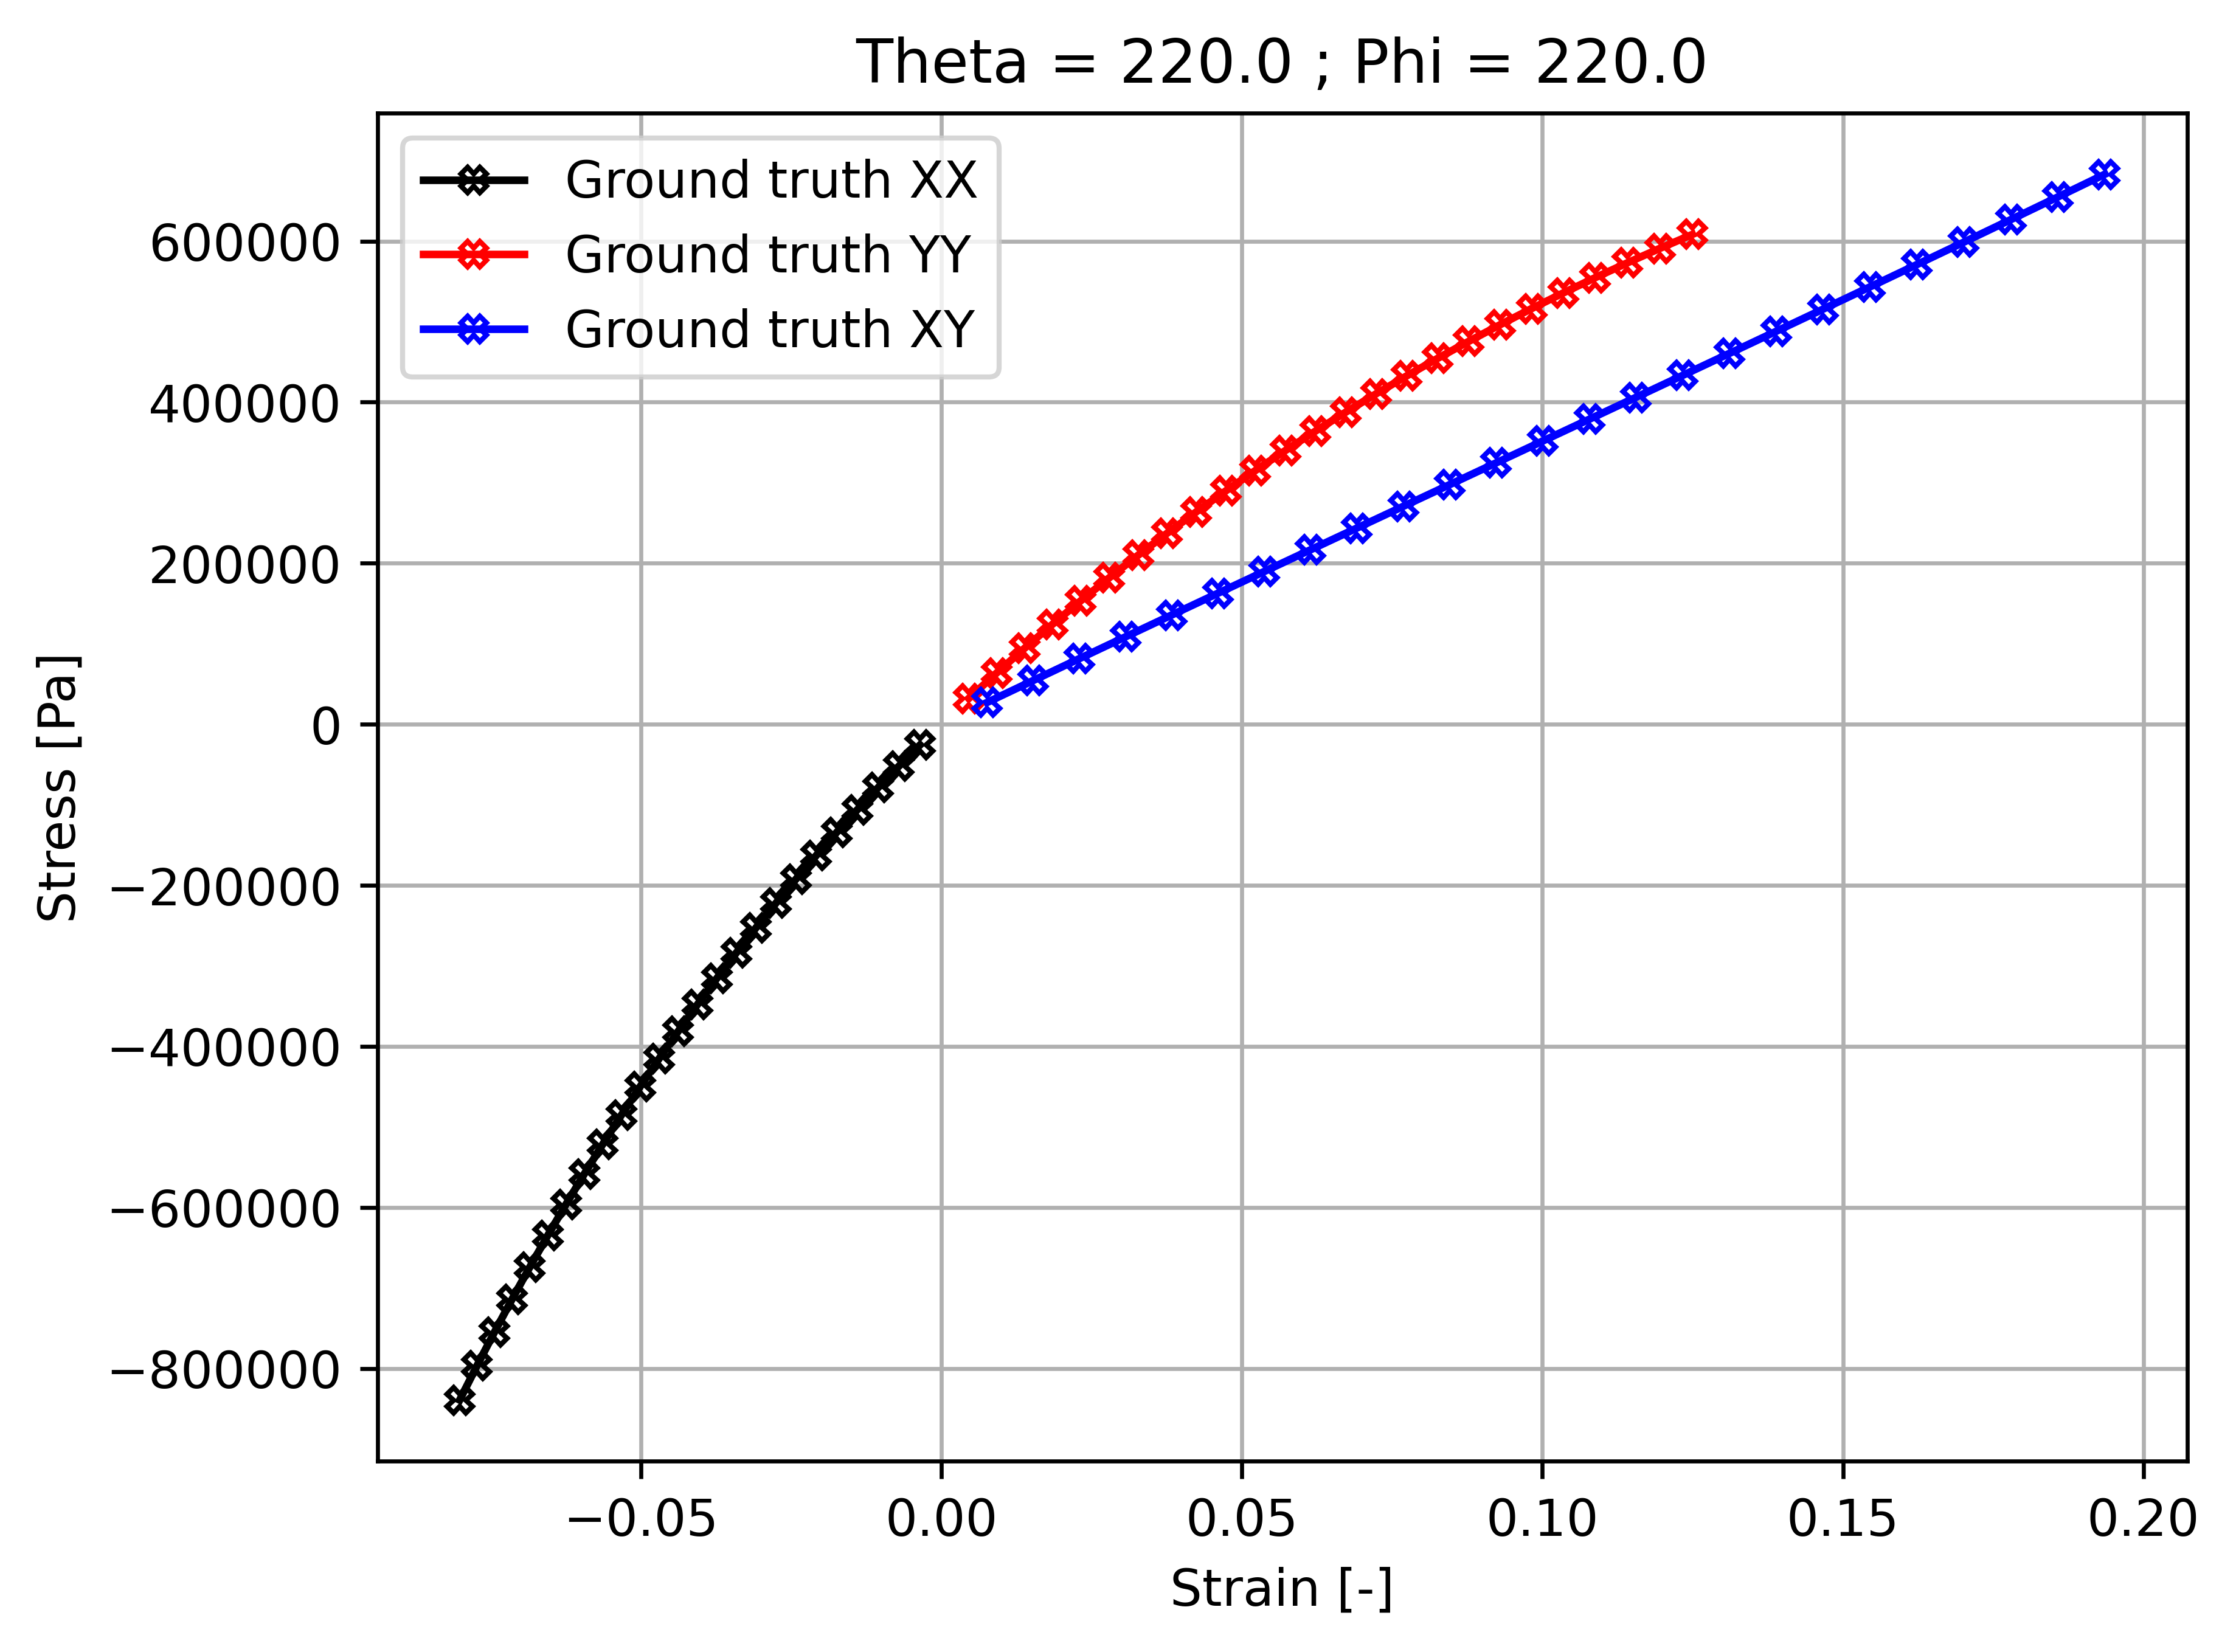 Theta = 220.0 ; Phi = 220.0
Ground truth XX
Ground truth YY
Ground truth XY
600000
400000
200000
0
−200000
−400000
−600000
−800000
Stress [Pa]
−0.05 0.00 0.05 0.10 0.15 0.20
Strain [-]